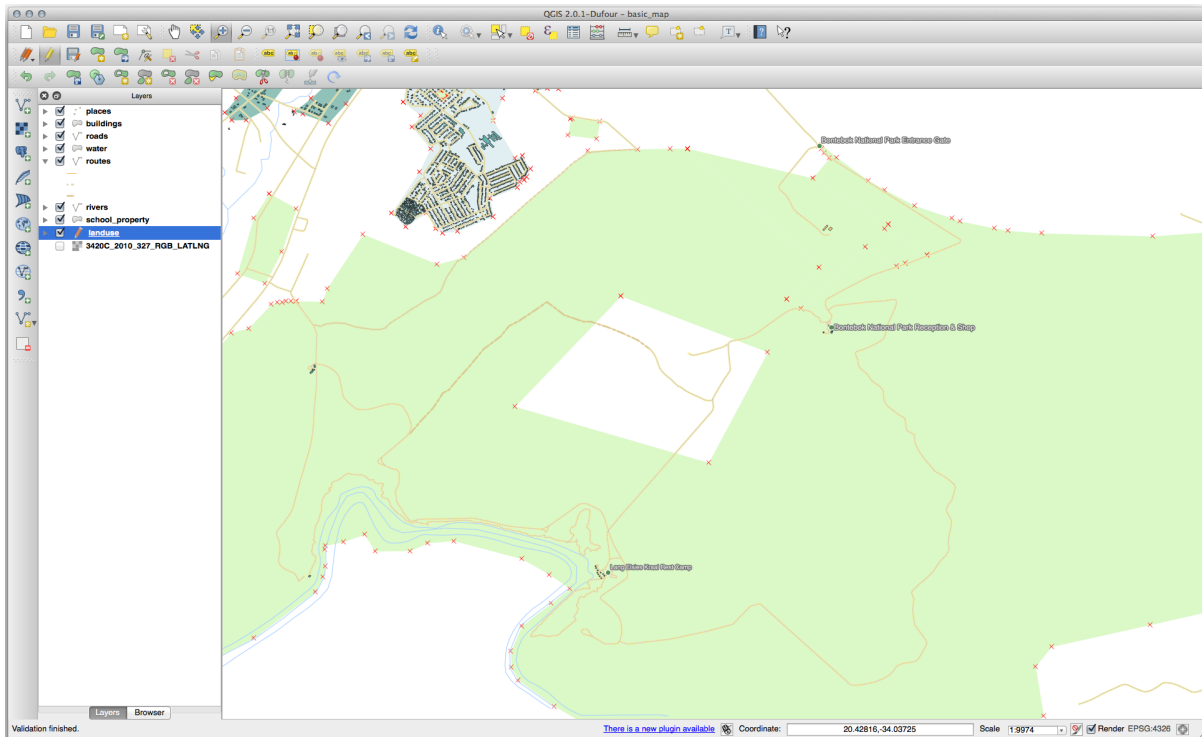 QGIS 2.0.1-Dufour - basic_map
Layers
places
buildings
roads
water
routes
rivers
school_property
landuse
3420C_2010_327_RGB_LATLNG
Bontebok National Park Entrance Gate
Bontebok National Park Reception & Shop
Lang Elsies Kraal Rest Camp
Layers Browser
Validation finished.
There is a new plugin available
Coordinate: 20.42816,-34.03725
Scale 1:9974
Render EPSG:4326